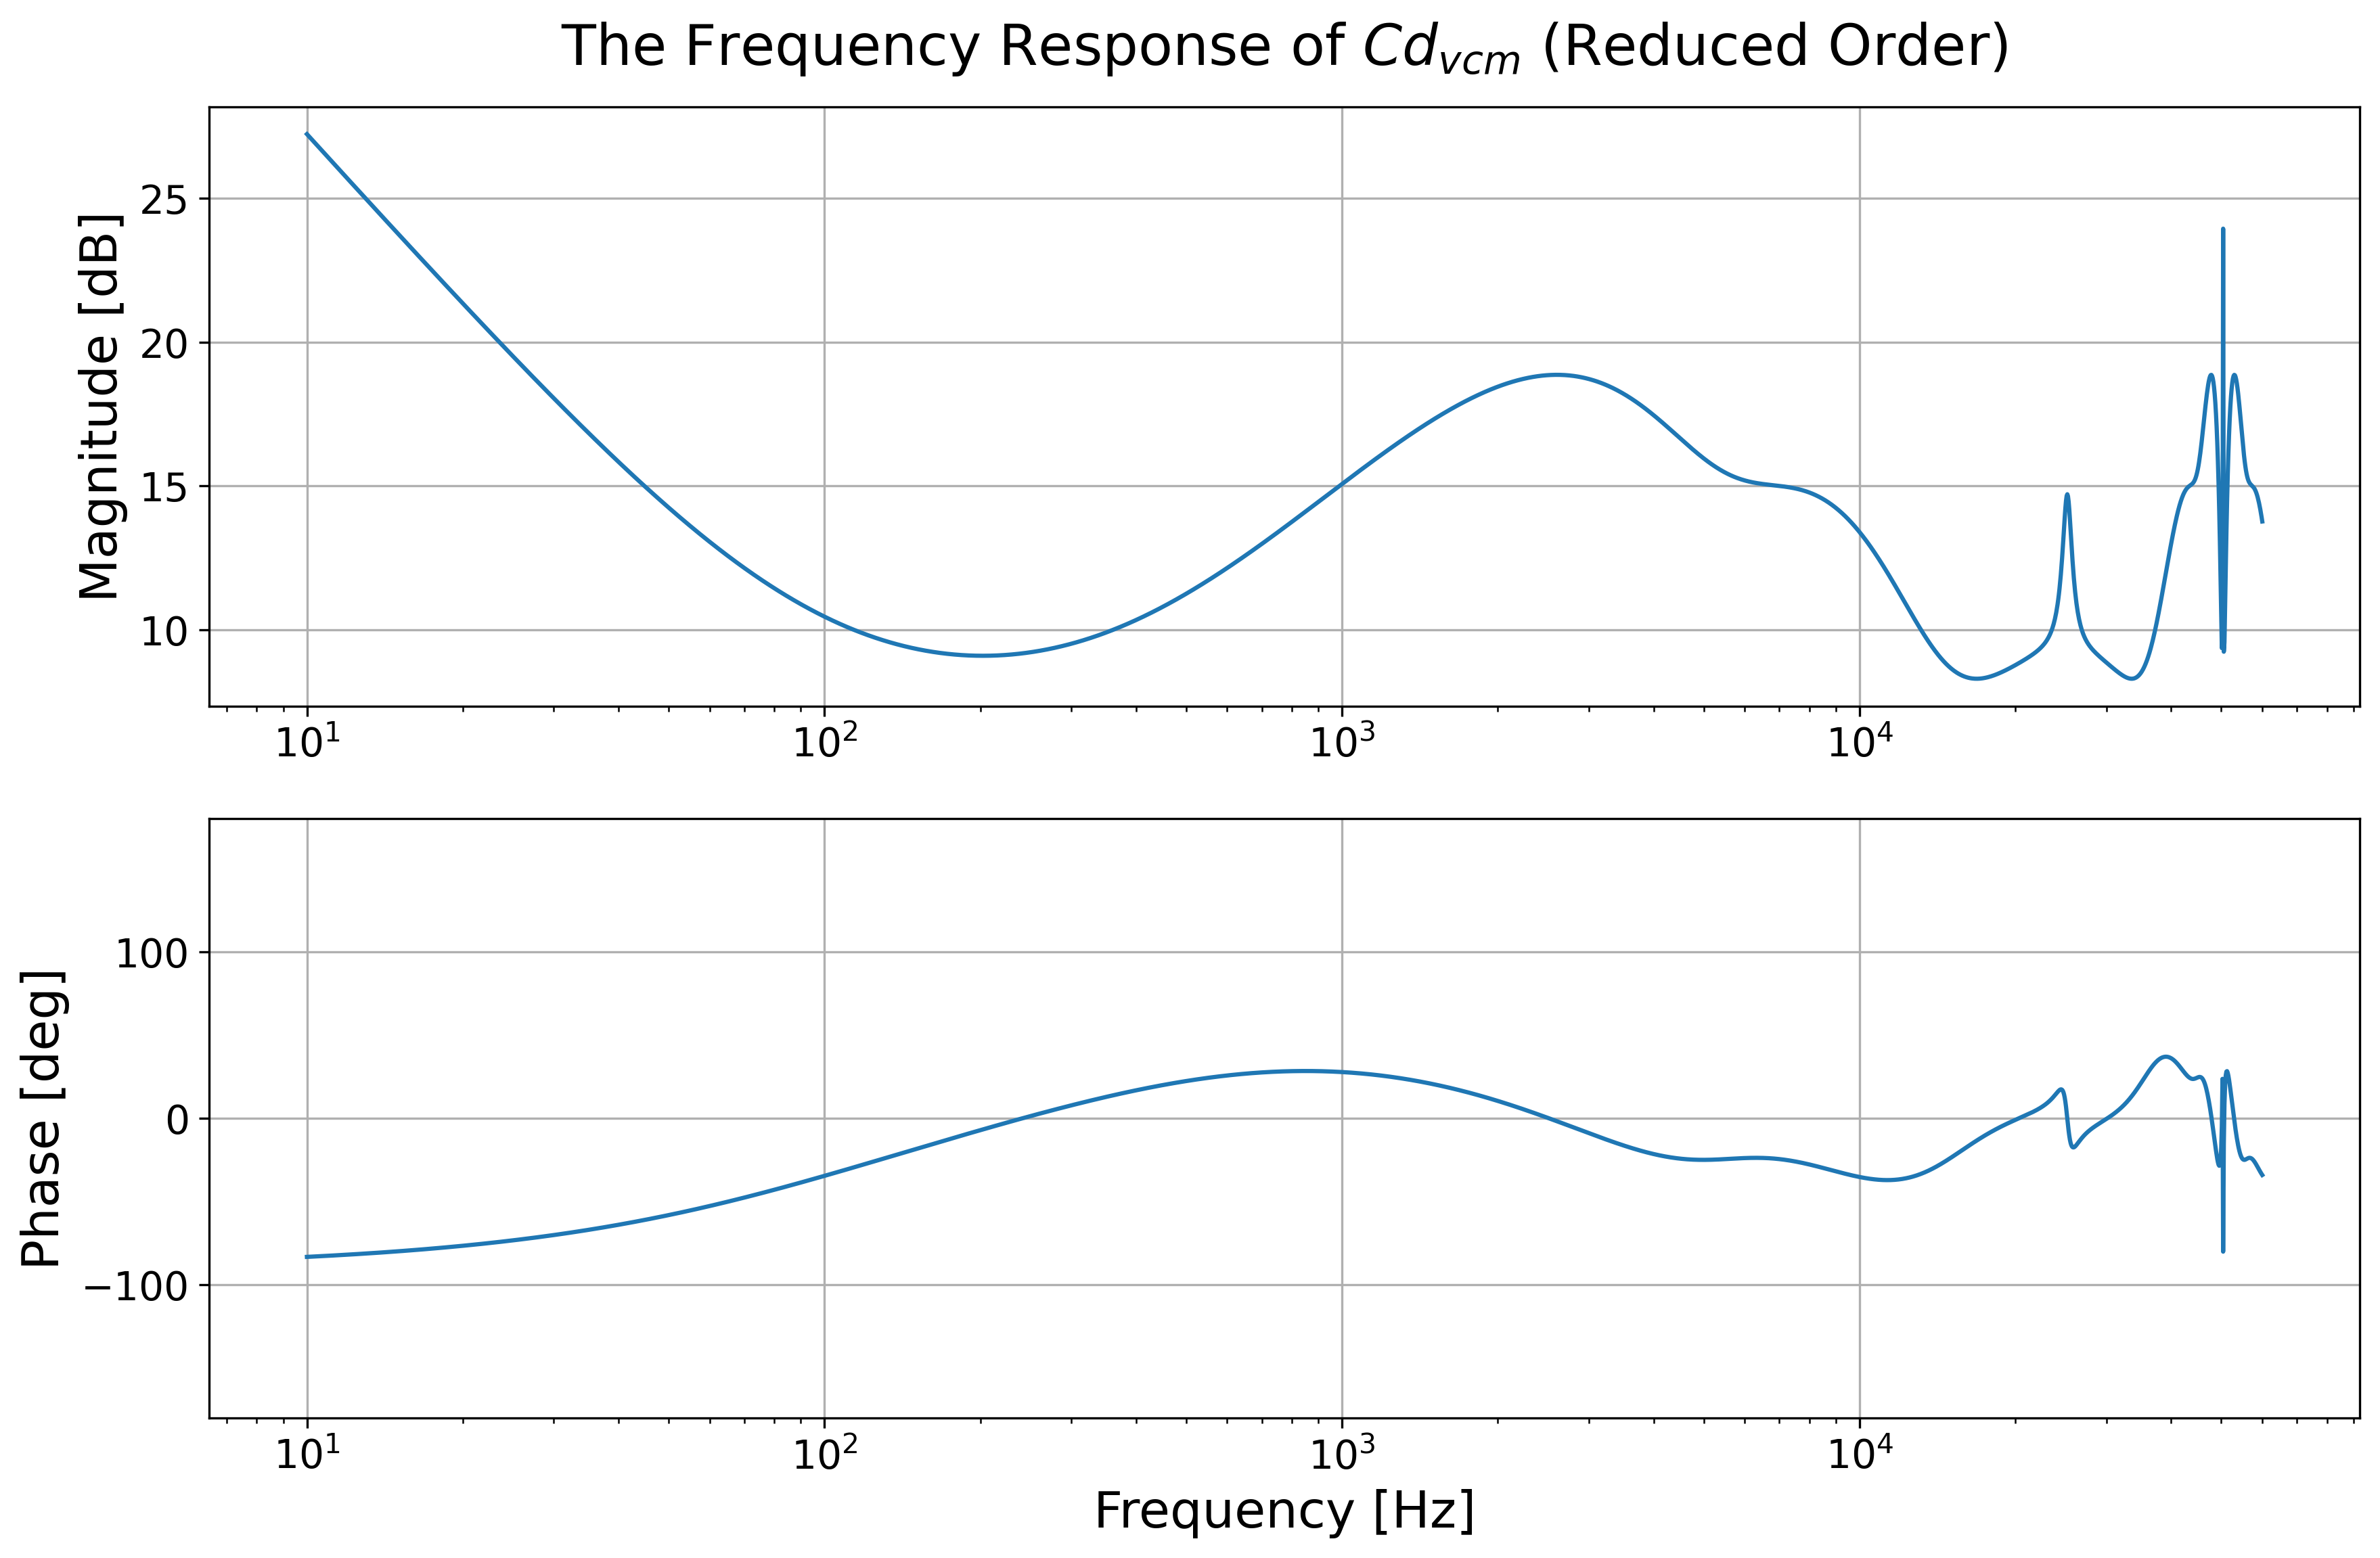 The Frequency Response of Cd_vcm (Reduced Order)
Magnitude [dB]
25
20
15
10
10^1 10^2 10^3 10^4
Phase [deg]
100
0
−100
10^1 10^2 10^3 10^4
Frequency [Hz]